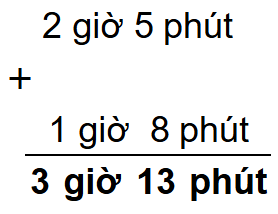 2 giờ 5 phút
+
1 giờ 8 phút
3 giờ 13 phút